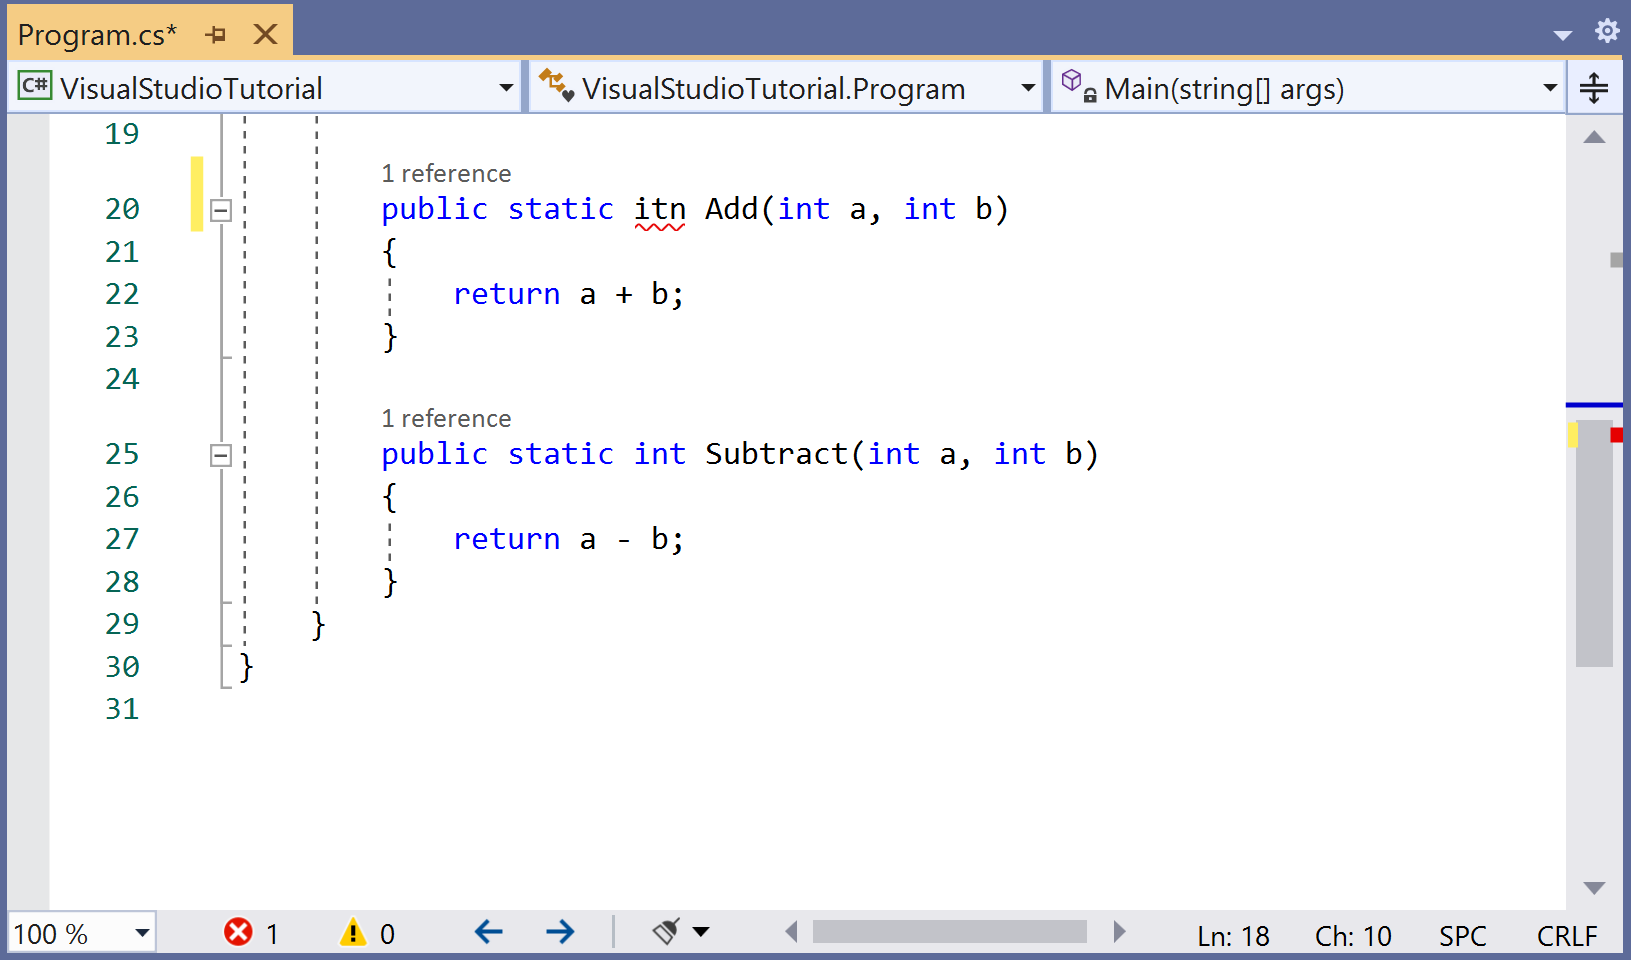 Program.cs*
C# VisualStudioTutorial VisualStudioTutorial.Program Main(string[] args)
19
1 reference
20 public static itn Add(int a, int b)
21 {
22 return a + b;
23 }
24
1 reference
25 public static int Subtract(int a, int b)
26 {
27 return a - b;
28 }
29 }
30 }
31
100 % 1 0 Ln: 18 Ch: 10 SPC CRLF